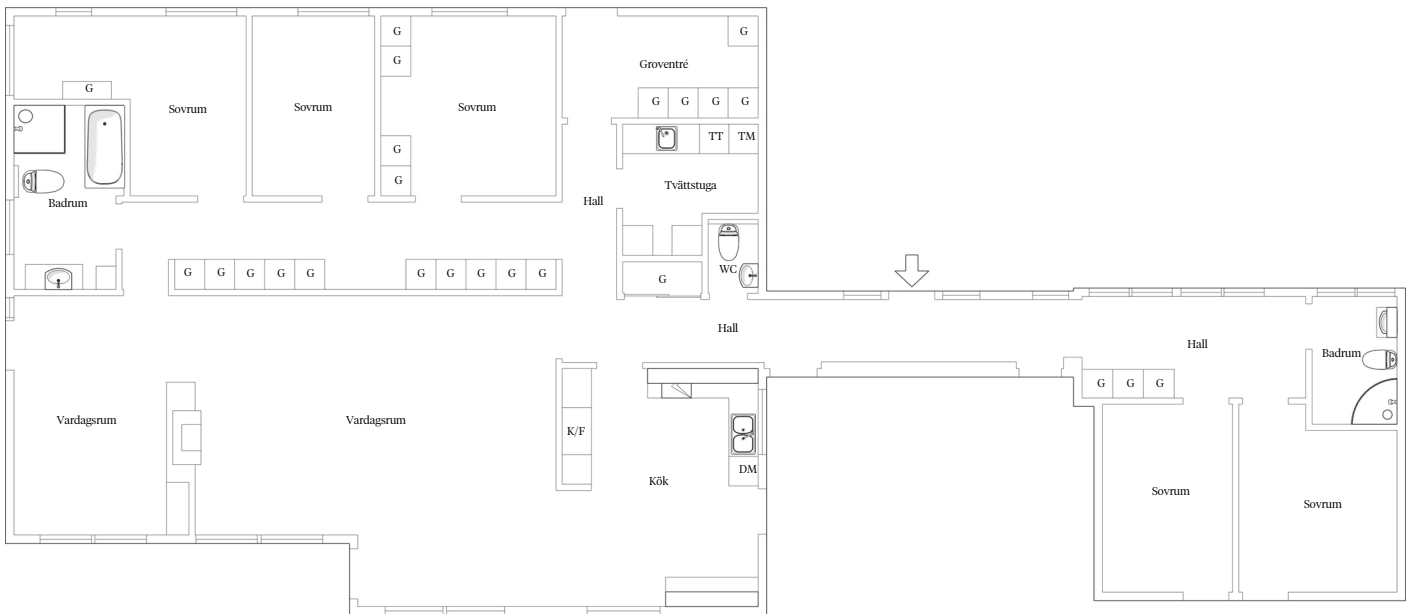 G
G
Groventré
G
G
Sovrum
Sovrum
Sovrum
G
G
G
G
TT
TM
G
G
Tvättstuga
Badrum
Hall
WC
G
G
G
G
G
G
G
G
G
G
G
Hall
Hall
Badrum
G
G
G
Vardagsrum
Vardagsrum
K/F
DM
Kök
Sovrum
Sovrum